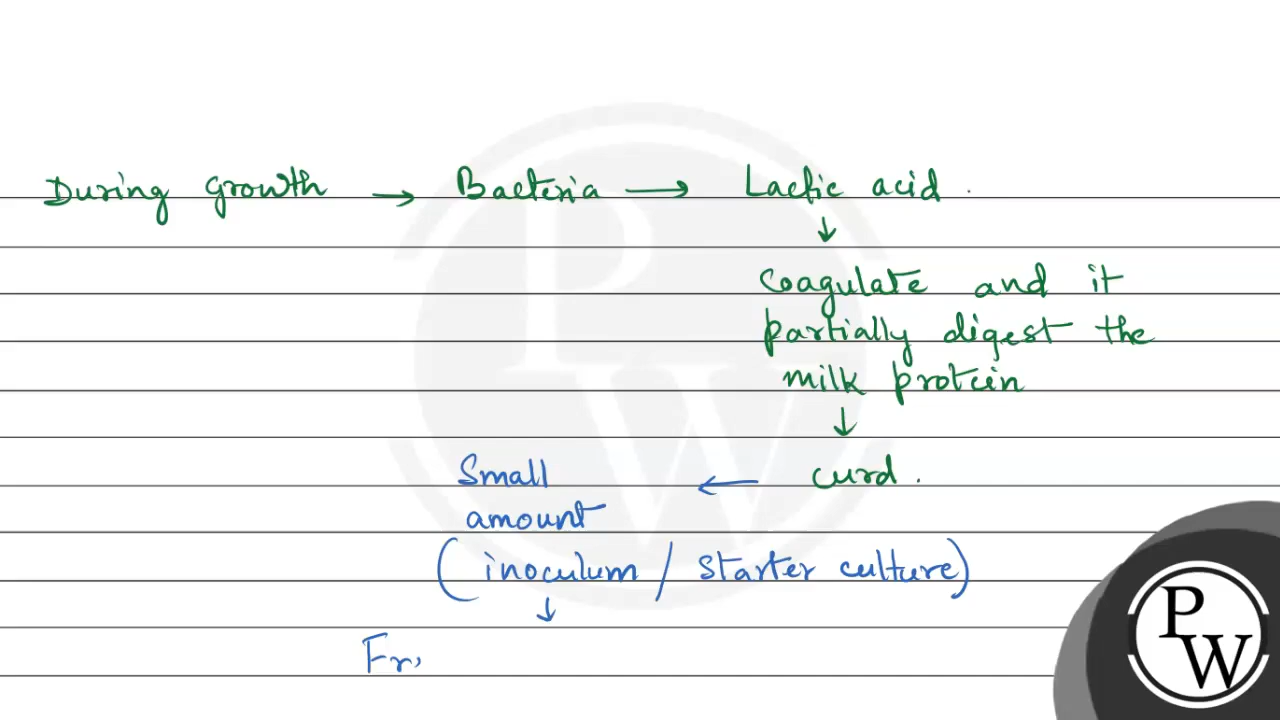 During growth → Bacteria → Lactic acid.
↓
coagulate and it
partially digest the
milk protein
↓
Small ← curd.
amount
(inoculum / starter culture)
↓
Fr
P
W